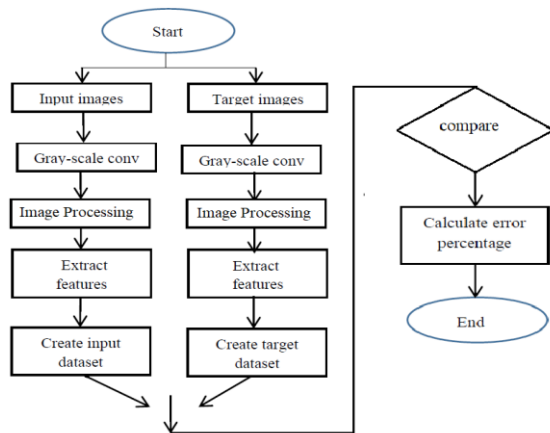 Start
Input images
Target images
Gray-scale conv
Gray-scale conv
Image Processing
Image Processing
Extract
features
Extract
features
Create input
dataset
Create target
dataset
compare
Calculate error
percentage
End